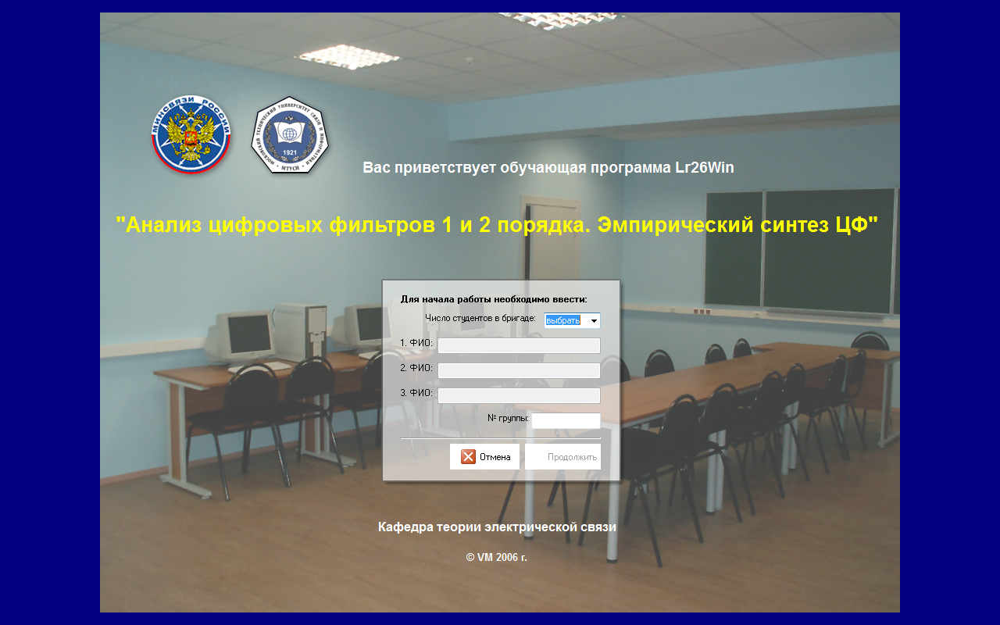 МИНСВЯЗИ РОССИИ
МОСКОВСКИЙ ТЕХНИЧЕСКИЙ УНИВЕРСИТЕТ СВЯЗИ И ИНФОРМАТИКИ
1921
• МТУСИ •
Вас приветствует обучающая программа Lr26Win
"Анализ цифровых фильтров 1 и 2 порядка. Эмпирический синтез ЦФ"
Для начала работы необходимо ввести:
Число студентов в бригаде: выбрать
1. ФИО:
2. ФИО:
3. ФИО:
№ группы:
Отмена Продолжить
Кафедра теории электрической связи
© VM 2006 г.